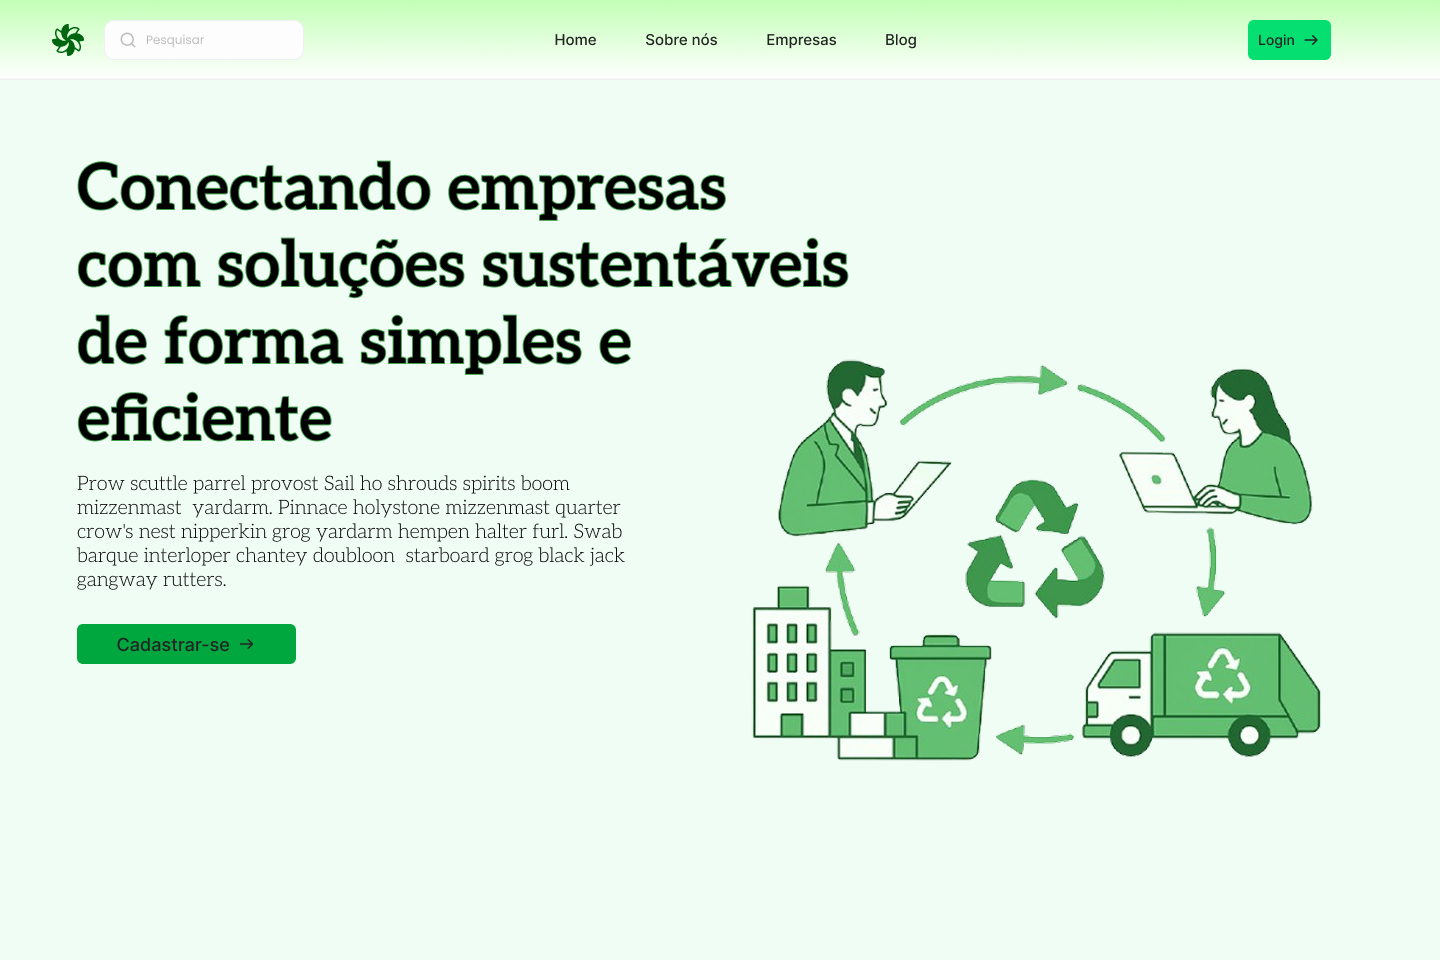 Pesquisar
Home
Sobre nós
Empresas
Blog
Login
Conectando empresas
com soluções sustentáveis
de forma simples e
eficiente
Prow scuttle parrel provost Sail ho shrouds spirits boom
mizzenmast  yardarm. Pinnace holystone mizzenmast quarter
crow's nest nipperkin grog yardarm hempen halter furl. Swab
barque interloper chantey doubloon  starboard grog black jack
gangway rutters.
Cadastrar-se